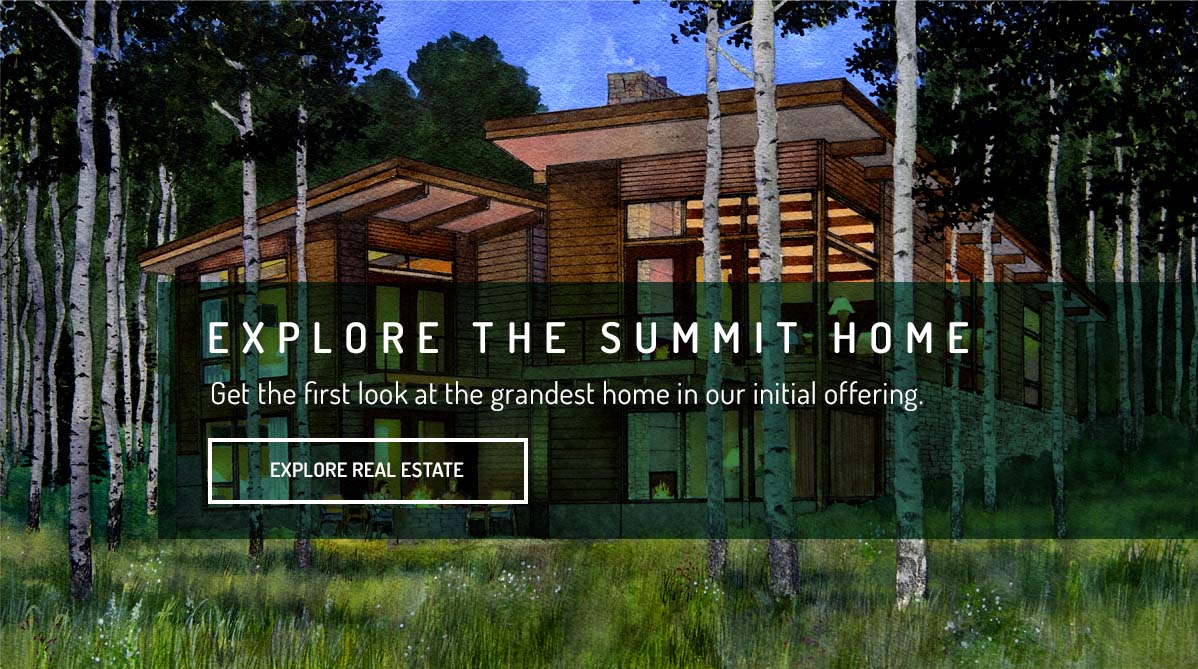 EXPLORE THE SUMMIT HOME
Get the first look at the grandest home in our initial offering.
EXPLORE REAL ESTATE